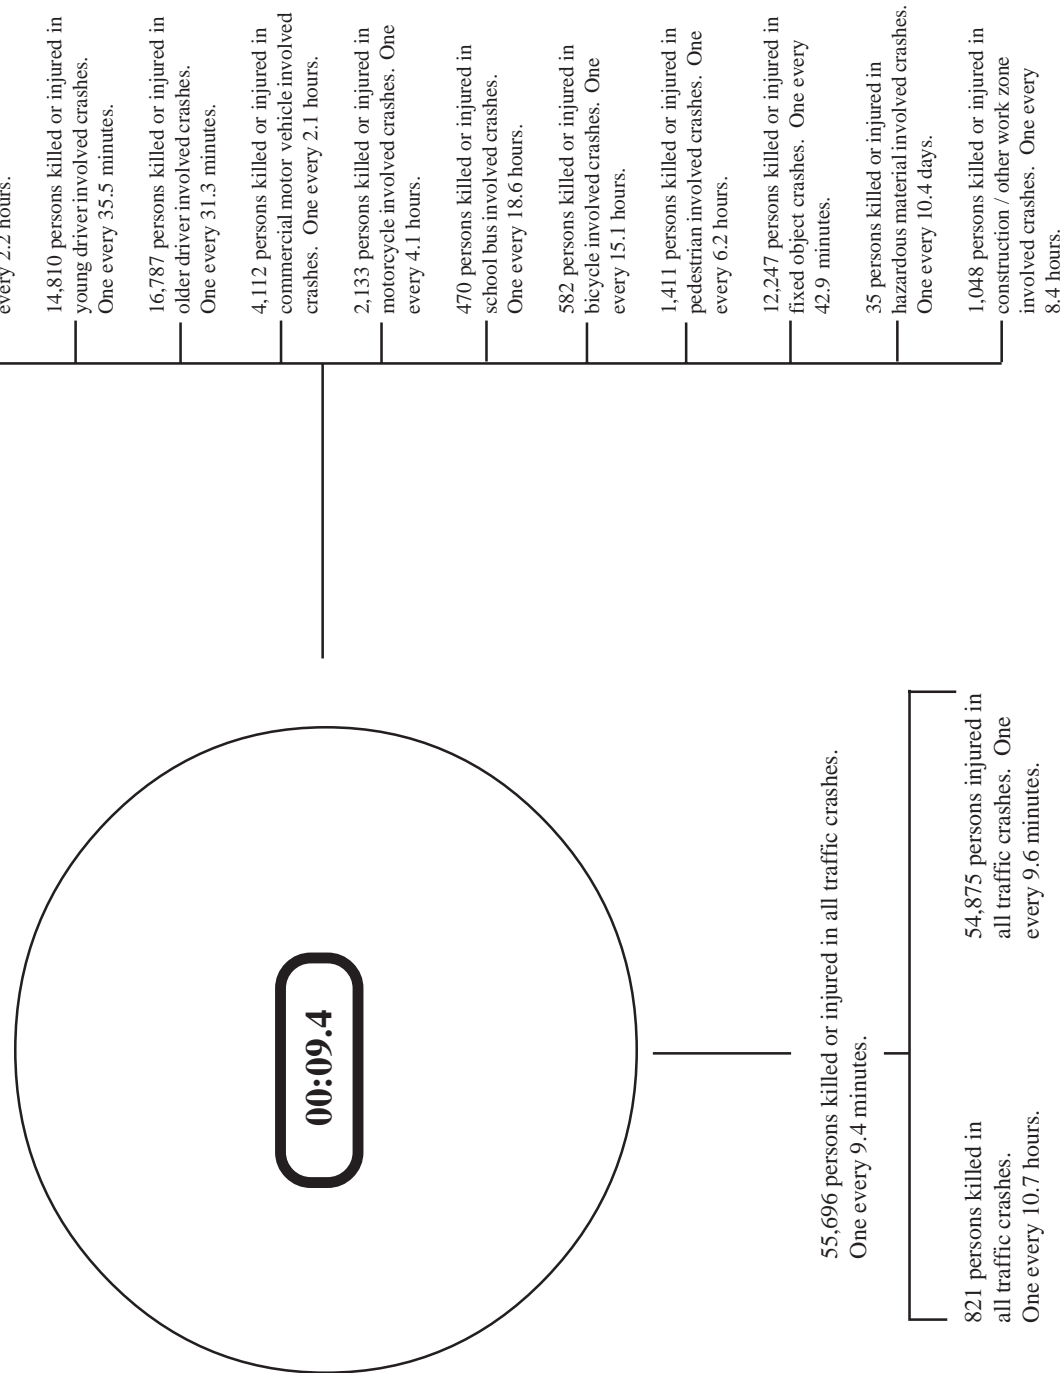 every 2.2 hours.
14,810 persons killed or injured in
young driver involved crashes.
One every 35.5 minutes.
16,787 persons killed or injured in
older driver involved crashes.
One every 31.3 minutes.
4,112 persons killed or injured in
commercial motor vehicle involved
crashes. One every 2.1 hours.
2,133 persons killed or injured in
motorcycle involved crashes. One
every 4.1 hours.
470 persons killed or injured in
school bus involved crashes.
One every 18.6 hours.
582 persons killed or injured in
bicycle involved crashes. One
every 15.1 hours.
1,411 persons killed or injured in
pedestrian involved crashes. One
every 6.2 hours.
12,247 persons killed or injured in
fixed object crashes. One every
42.9 minutes.
35 persons killed or injured in
hazardous material involved crashes.
One every 10.4 days.
1,048 persons killed or injured in
construction / other work zone
involved crashes. One every
8.4 hours.
00:09.4
55,696 persons killed or injured in all traffic crashes.
One every 9.4 minutes.
821 persons killed in
all traffic crashes.
One every 10.7 hours.
54,875 persons injured in
all traffic crashes. One
every 9.6 minutes.